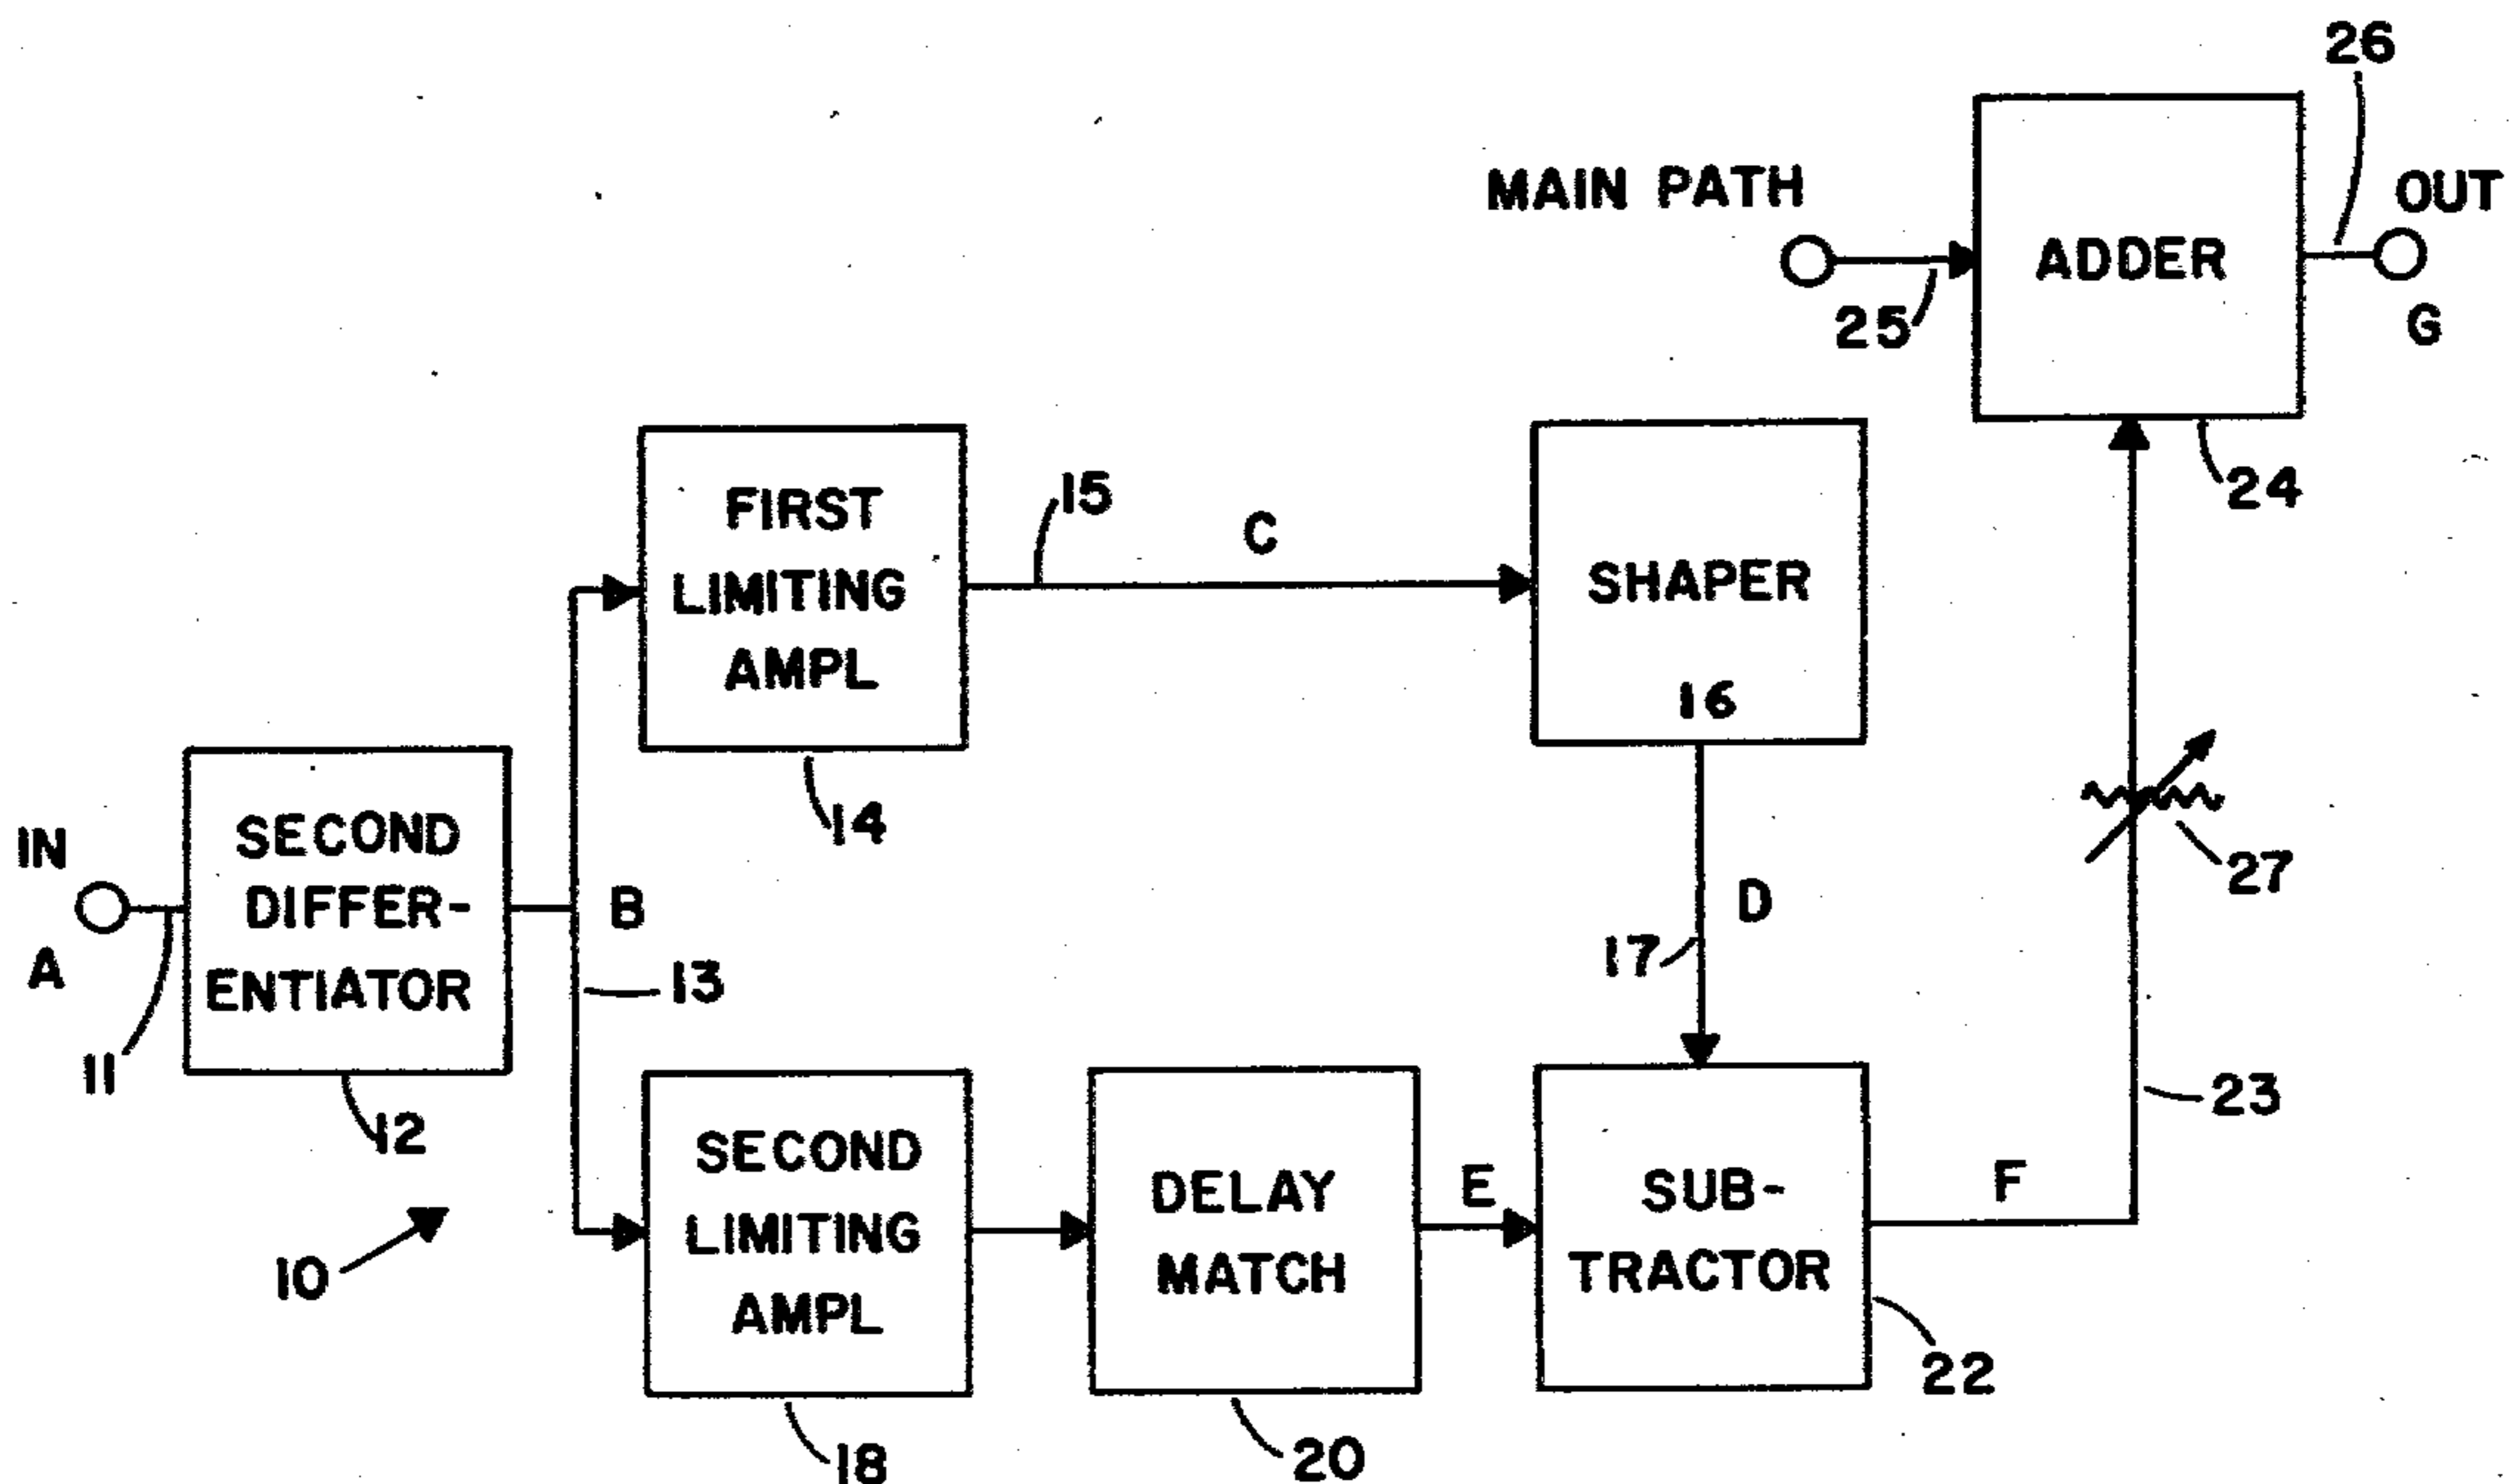 26
MAIN PATH
OUT
ADDER
25
G
24
FIRST
LIMITING
AMPL
14
15
C
SHAPER
16
IN
A
11
SECOND
DIFFER-
ENTIATOR
12
B
13
D
17
27
23
10
SECOND
LIMITING
AMPL
18
DELAY
MATCH
20
E
SUB-
TRACTOR
22
F